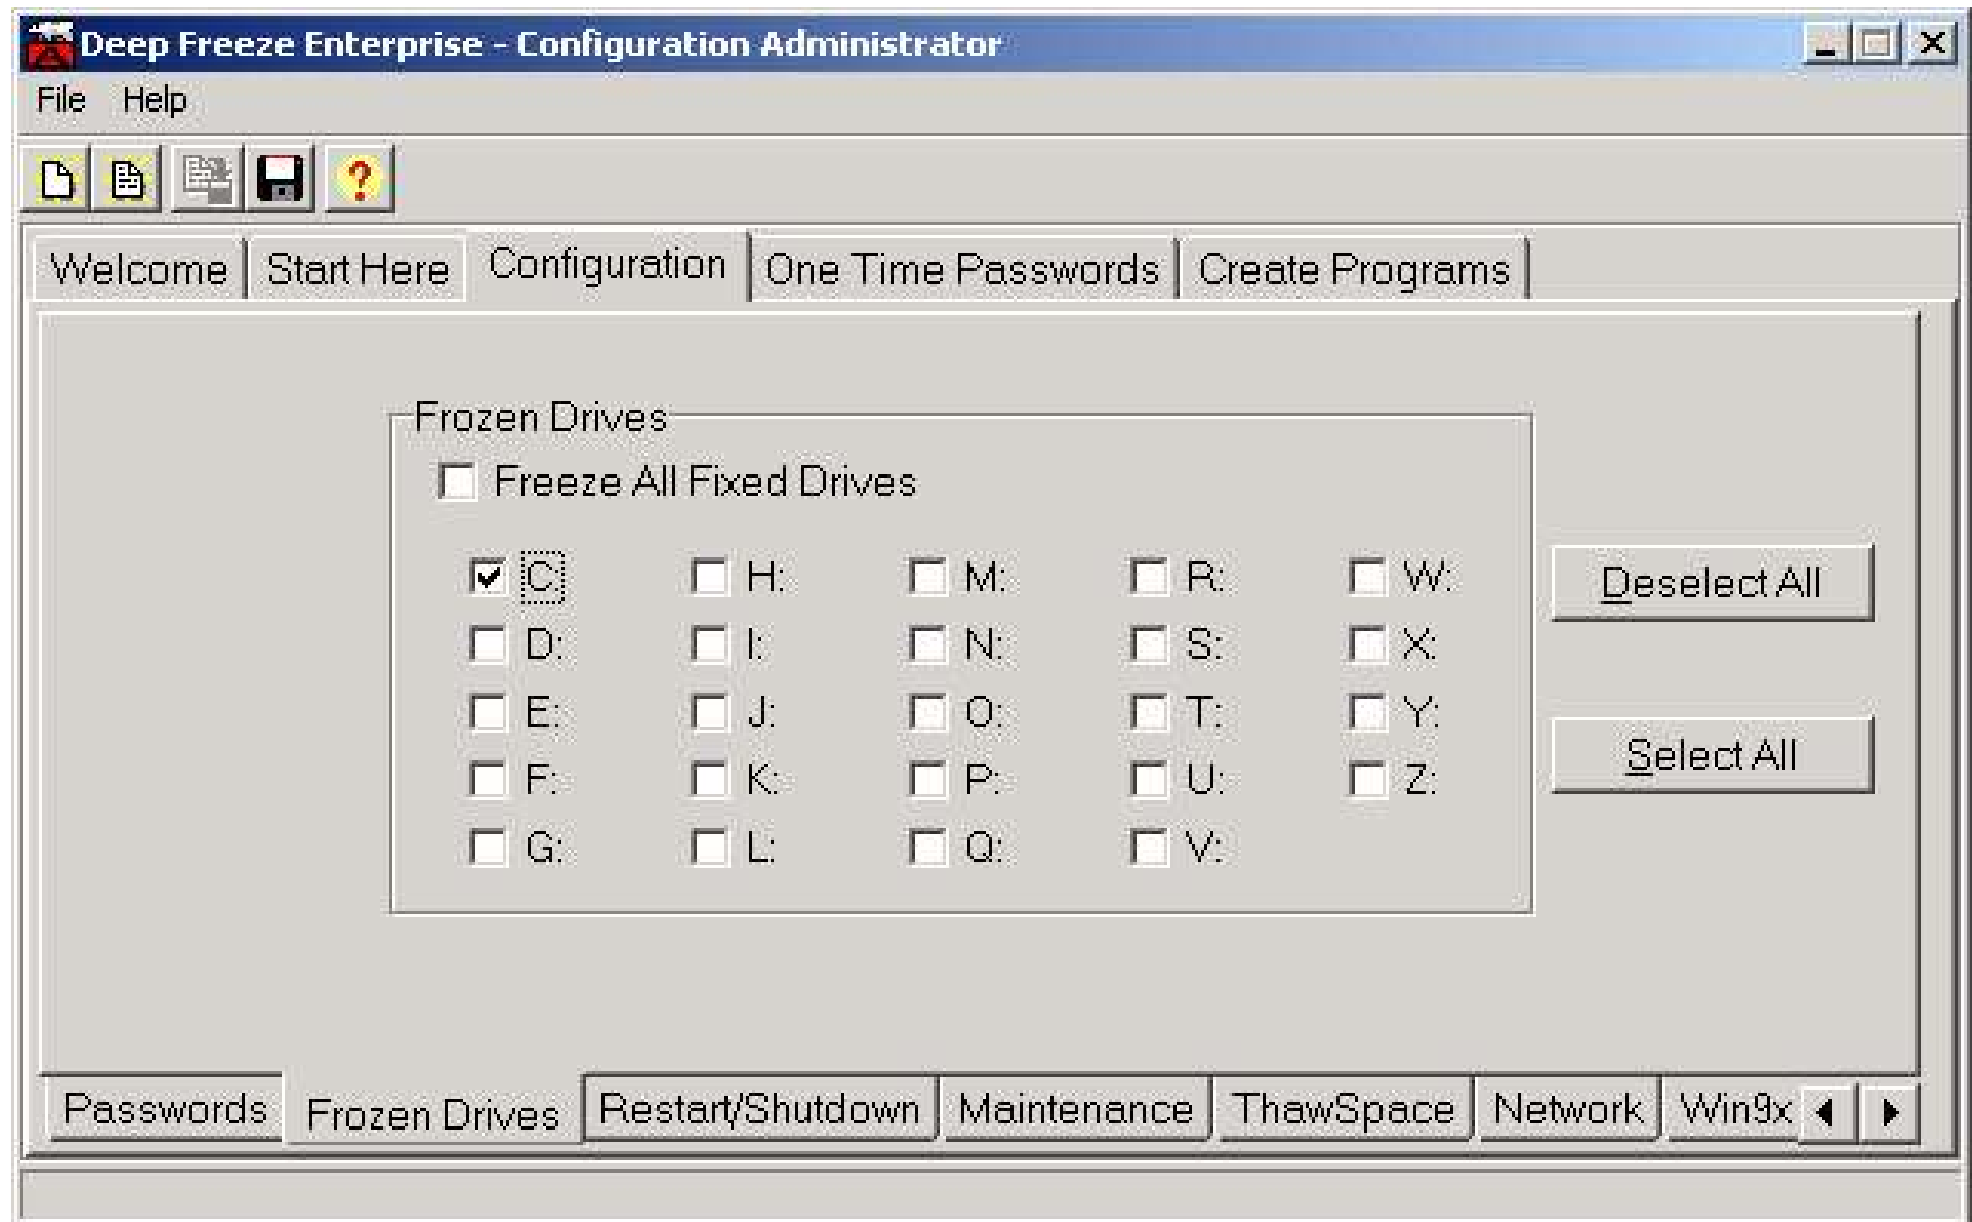 Deep Freeze Enterprise - Configuration Administrator
File Help
?
Welcome Start Here Configuration One Time Passwords Create Programs
Frozen Drives
Freeze All Fixed Drives
C: H: M: R: W:
Deselect All
D: I: N: S: X:
E: J: O: T: Y:
Select All
F: K: P: U: Z:
G: L: Q: V:
Passwords Frozen Drives Restart/Shutdown Maintenance ThawSpace Network Win9x